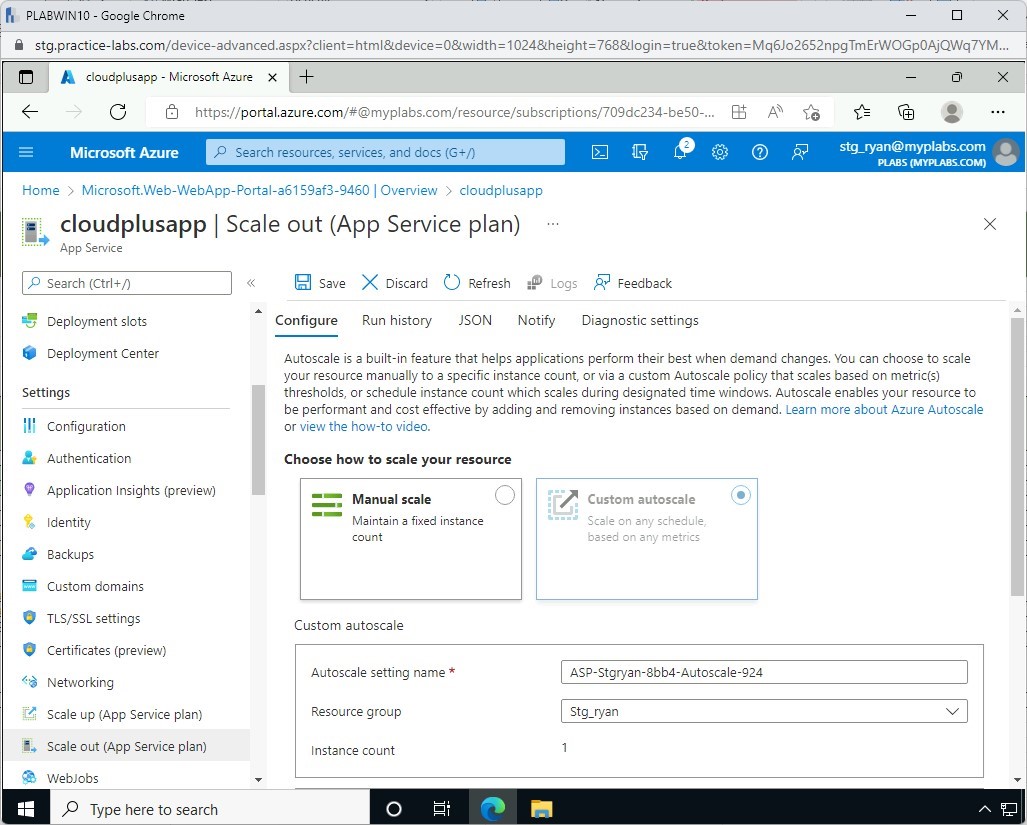 PLABWIN10 - Google Chrome
stg.practice-labs.com/device-advanced.aspx?client=html&device=0&width=1024&height=768&login=true&token=Mq6Jo2652npgTmErWOGp0AjQWq7YM...
cloudplusapp - Microsoft Azure
https://portal.azure.com/#@myplabs.com/resource/subscriptions/709dc234-be50-...
Microsoft Azure
Search resources, services, and docs (G+/)
2
stg_ryan@myplabs.com
PLABS (MYPLABS.COM)
Home > Microsoft.Web-WebApp-Portal-a6159af3-9460 | Overview > cloudplusapp
cloudplusapp | Scale out (App Service plan) ...
App Service
Search (Ctrl+/)
«
Deployment slots
Deployment Center
Settings
Configuration
Authentication
Application Insights (preview)
Identity
Backups
Custom domains
TLS/SSL settings
Certificates (preview)
Networking
Scale up (App Service plan)
Scale out (App Service plan)
WebJobs
Save Discard Refresh Logs Feedback
Configure Run history JSON Notify Diagnostic settings
Autoscale is a built-in feature that helps applications perform their best when demand changes. You can choose to scale
your resource manually to a specific instance count, or via a custom Autoscale policy that scales based on metric(s)
thresholds, or schedule instance count which scales during designated time windows. Autoscale enables your resource to
be performant and cost effective by adding and removing instances based on demand. Learn more about Azure Autoscale
or view the how-to video.
Choose how to scale your resource
Manual scale
Maintain a fixed instance
count
Custom autoscale
Scale on any schedule,
based on any metrics
Custom autoscale
Autoscale setting name * ASP-Stgryan-8bb4-Autoscale-924
Resource group Stg_ryan
Instance count 1
Type here to search